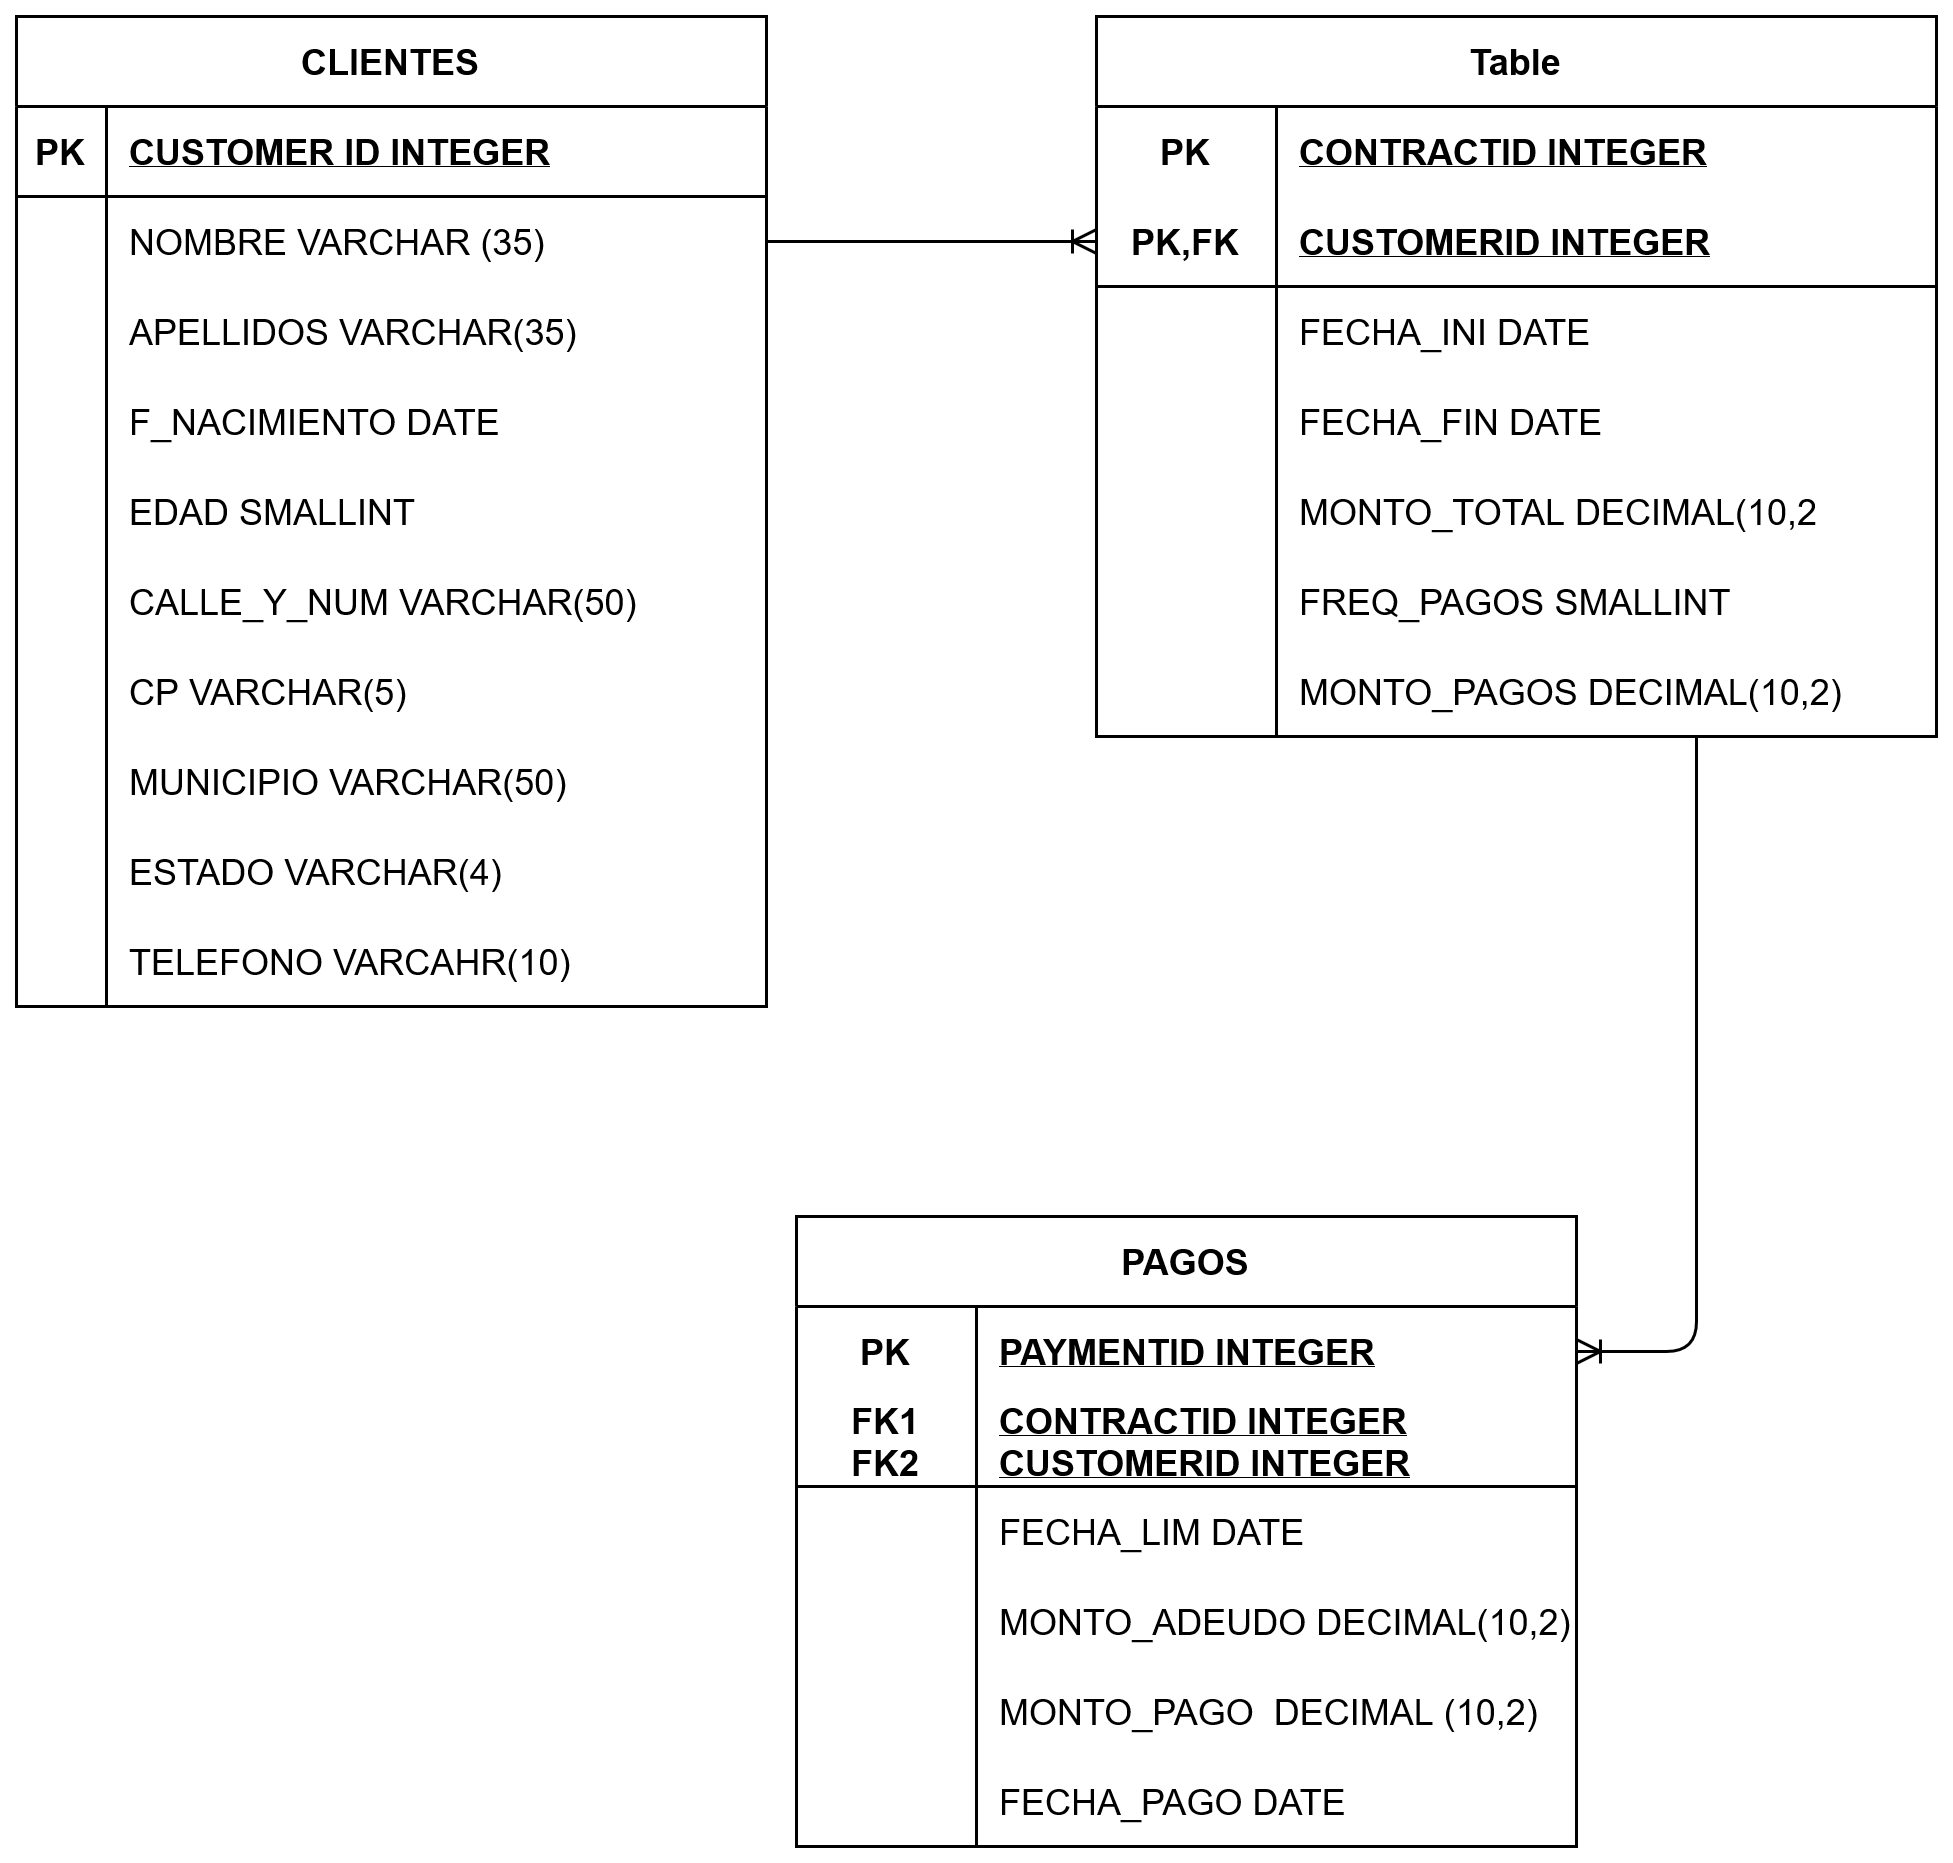 CLIENTES
PK CUSTOMER ID INTEGER
NOMBRE VARCHAR (35)
APELLIDOS VARCHAR(35)
F_NACIMIENTO DATE
EDAD SMALLINT
CALLE_Y_NUM VARCHAR(50)
CP VARCHAR(5)
MUNICIPIO VARCHAR(50)
ESTADO VARCHAR(4)
TELEFONO VARCAHR(10)
Table
PK CONTRACTID INTEGER
PK,FK CUSTOMERID INTEGER
FECHA_INI DATE
FECHA_FIN DATE
MONTO_TOTAL DECIMAL(10,2
FREQ_PAGOS SMALLINT
MONTO_PAGOS DECIMAL(10,2)
PAGOS
PK PAYMENTID INTEGER
FK1 CONTRACTID INTEGER
FK2 CUSTOMERID INTEGER
FECHA_LIM DATE
MONTO_ADEUDO DECIMAL(10,2)
MONTO_PAGO  DECIMAL (10,2)
FECHA_PAGO DATE